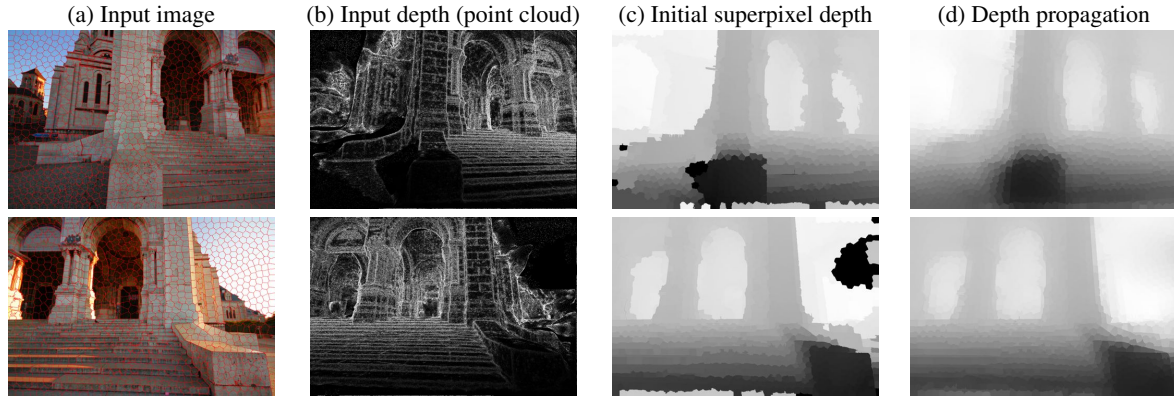 (a) Input image
(b) Input depth (point cloud)
(c) Initial superpixel depth
(d) Depth propagation